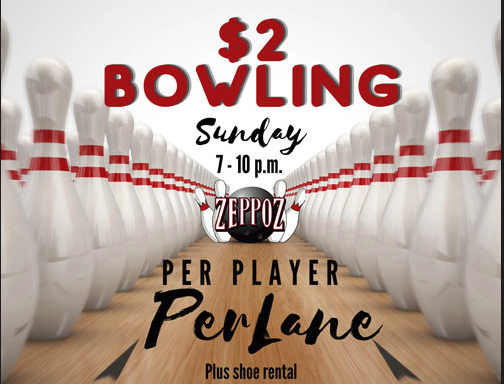 $2
BOWLING
Sunday
7 - 10 p.m.
ZEPPOZ
PER PLAYER
PerLane
Plus shoe rental